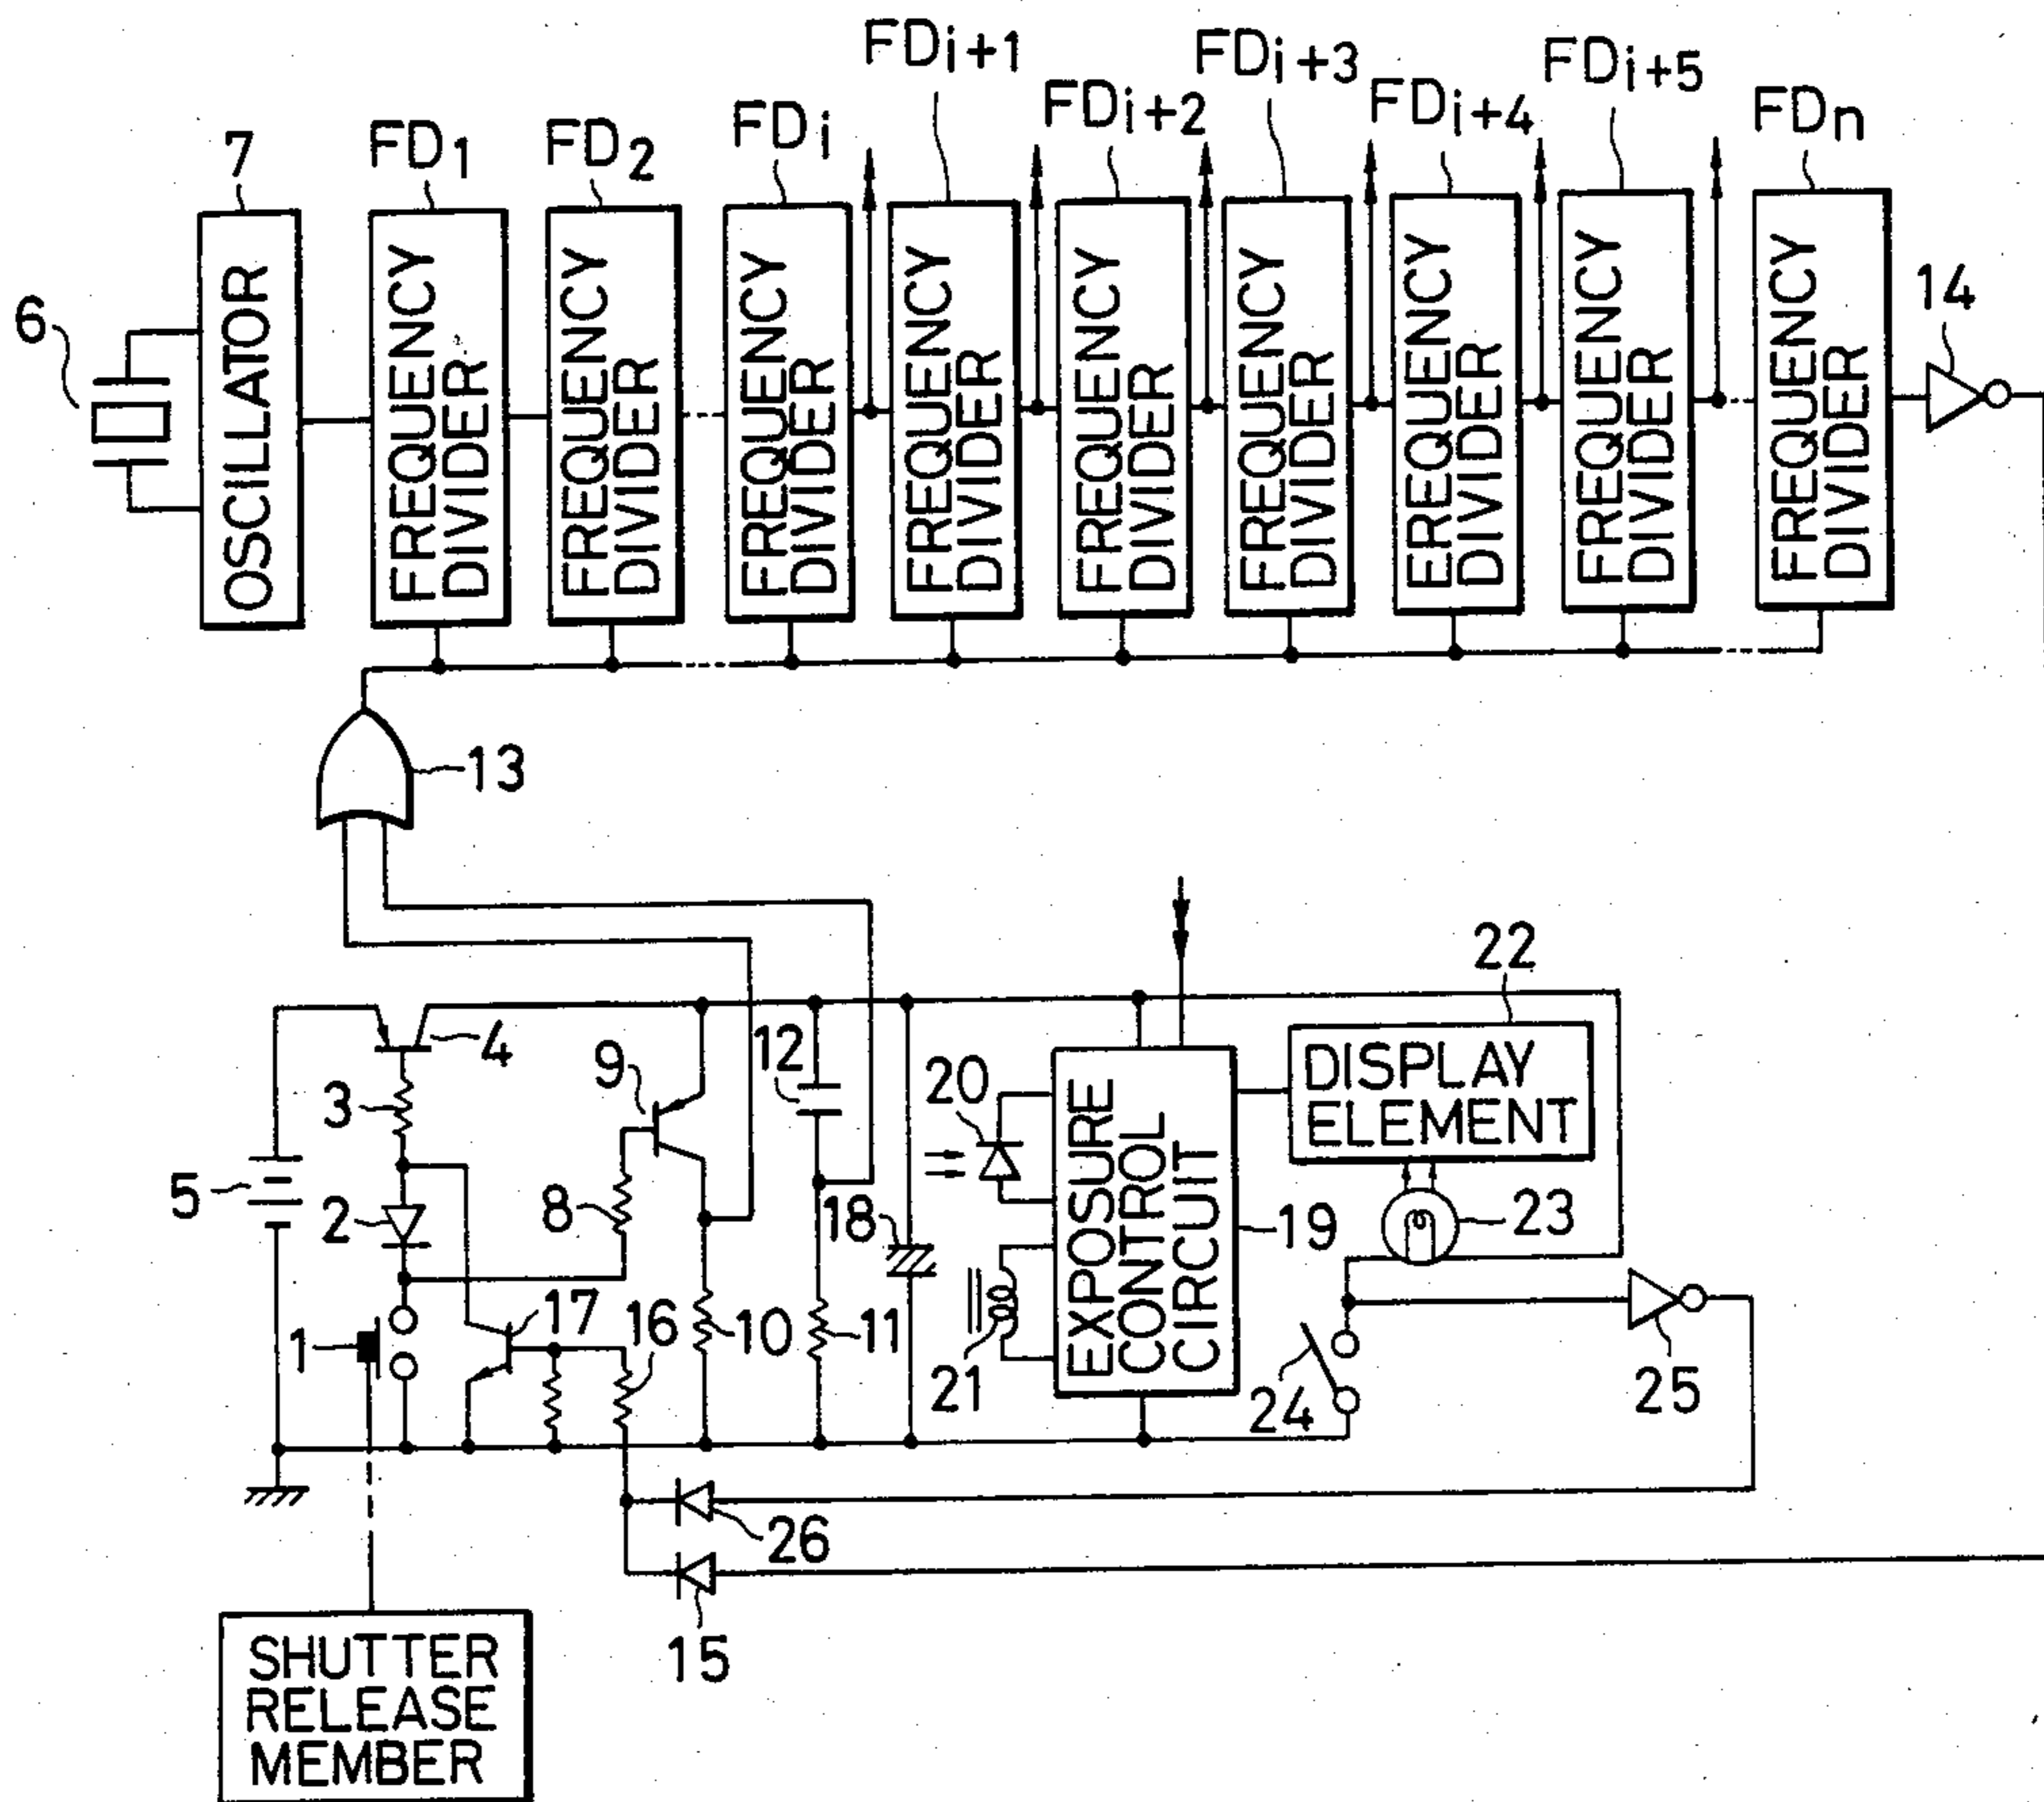 FDi+1
FDi+3
FDi+5
FDi+2
FDi+4
FDn
FDi
FD1
FD2
7
6
14
OSCILLATOR
FREQUENCY
DIVIDER
FREQUENCY
DIVIDER
FREQUENCY
DIVIDER
FREQUENCY
DIVIDER
FREQUENCY
DIVIDER
FREQUENCY
DIVIDER
EREQUENCY
DIVIDER
FREQUENCY
DIVIDER
FREQUENCY
DIVIDER
13
22
4
9
12
20
3
DISPLAY
ELEMENT
EXPOSURE
CONTROL
CIRCUIT
5
2
8
18
19
23
1
17
16
10
11
21
24
25
26
15
SHUTTER
RELEASE
MEMBER